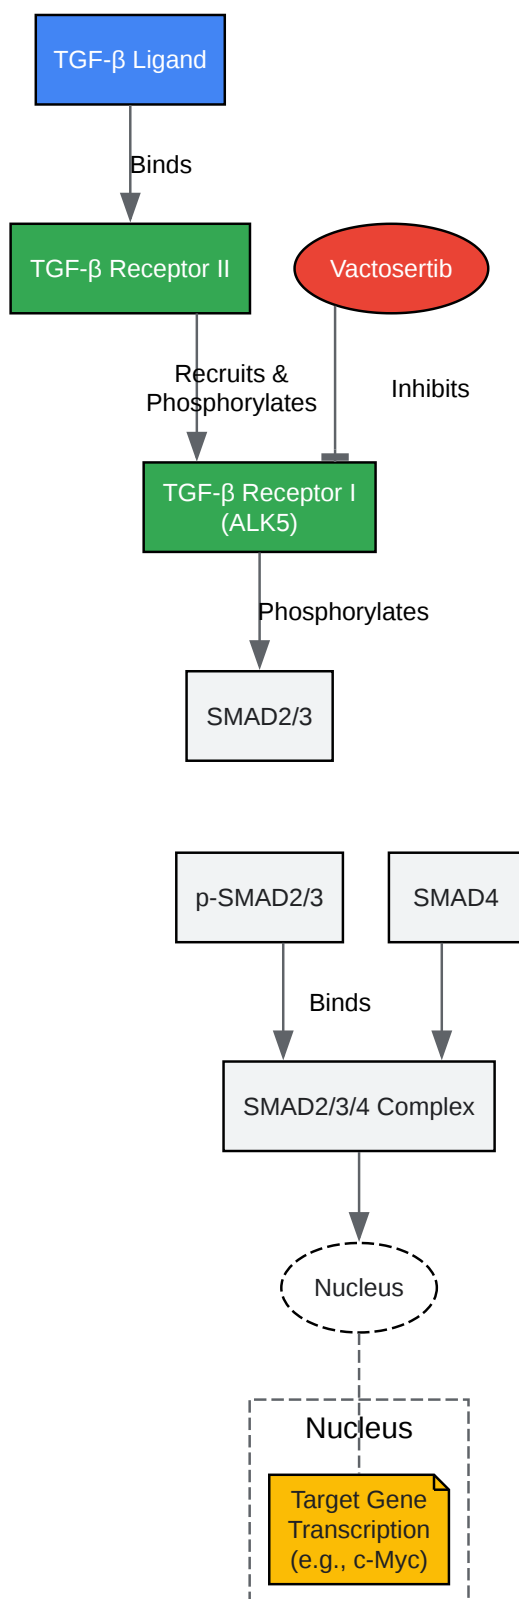 TGF-β Ligand
Binds
TGF-β Receptor II
Vactosertib
Recruits &
Phosphorylates
Inhibits
TGF-β Receptor I
(ALK5)
Phosphorylates
SMAD2/3
p-SMAD2/3
SMAD4
Binds
SMAD2/3/4 Complex
Nucleus
Nucleus
Target Gene
Transcription
(e.g., c-Myc)